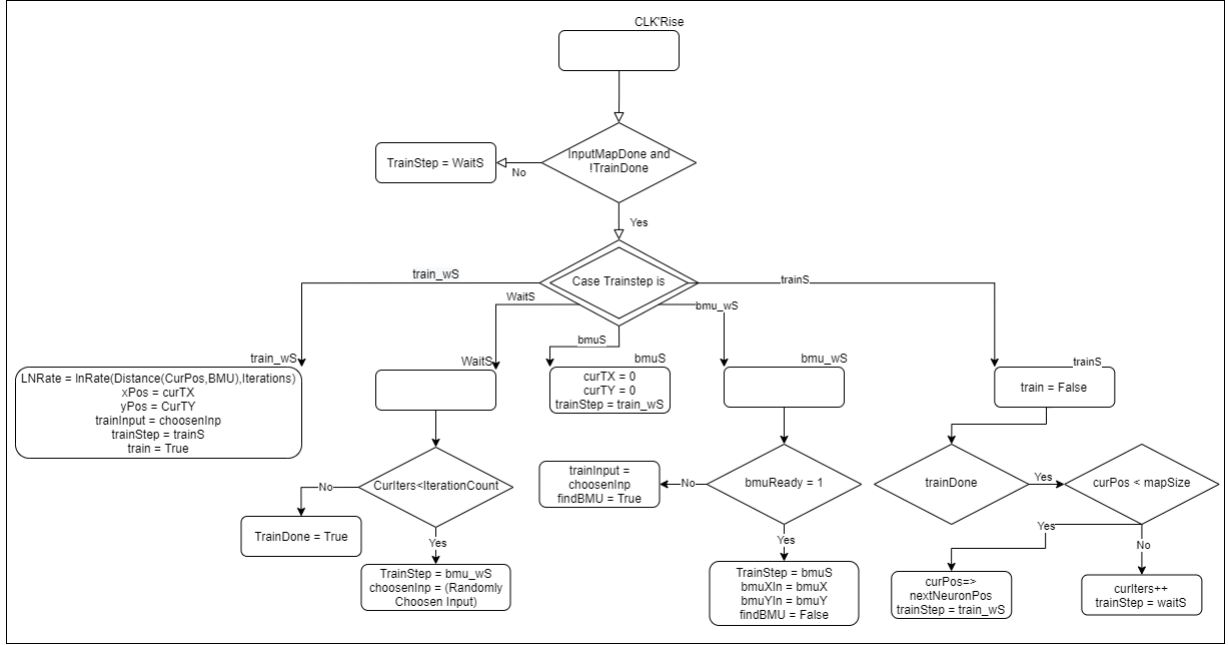 CLK'Rise
InputMapDone and
!TrainDone
TrainStep = WaitS
No
Yes
Case Trainstep is
train_wS
WaitS
bmuS
bmu_wS
trainS
train_wS
LNRate = lnRate(Distance(CurPos,BMU),Iterations)
xPos = curTX
yPos = CurTY
trainInput = choosenInp
trainStep = trainS
train = True
WaitS
CurIters<IterationCount
No
TrainDone = True
Yes
TrainStep = bmu_wS
choosenInp = (Randomly
Choosen Input)
bmuS
curTX = 0
curTY = 0
trainStep = train_wS
bmu_wS
bmuReady = 1
No
trainInput =
choosenInp
findBMU = True
Yes
TrainStep = bmuS
bmuXIn = bmuX
bmuYIn = bmuY
findBMU = False
trainS
train = False
trainDone
Yes
curPos < mapSize
Yes
curPos=>
nextNeuronPos
trainStep = train_wS
No
curIters++
trainStep = waitS